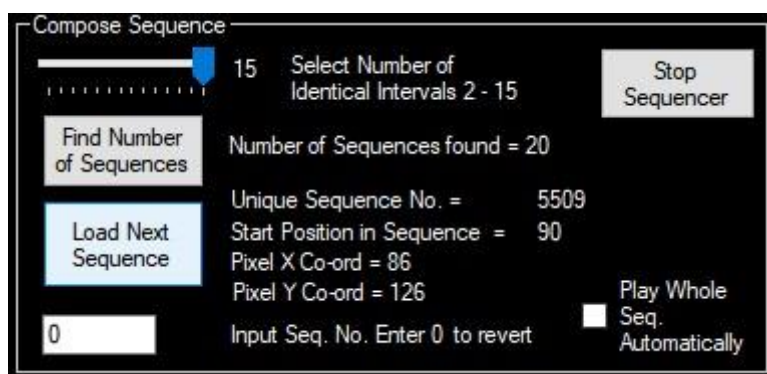 Compose Sequence
15
Select Number of
Identical Intervals 2 - 15
Stop
Sequencer
Find Number
of Sequences
Number of Sequences found = 20
Load Next
Sequence
Unique Sequence No. = 5509
Start Position in Sequence = 90
Pixel X Co-ord = 86
Pixel Y Co-ord = 126
Play Whole
Seq.
Automatically
0
Input Seq. No. Enter 0 to revert